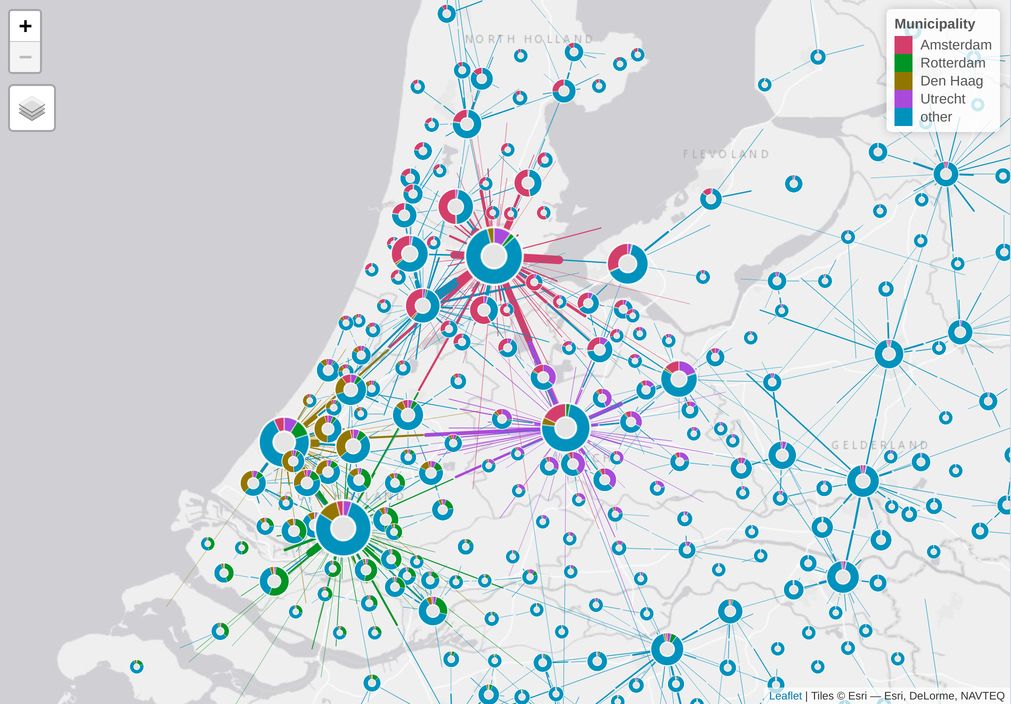 +
−
NORTH HOLLAND
Municipality
Amsterdam
Rotterdam
Den Haag
Utrecht
other
FLEVOLAND
GELDERLAND
Leaflet | Tiles © Esri — Esri, DeLorme, NAVTEQ